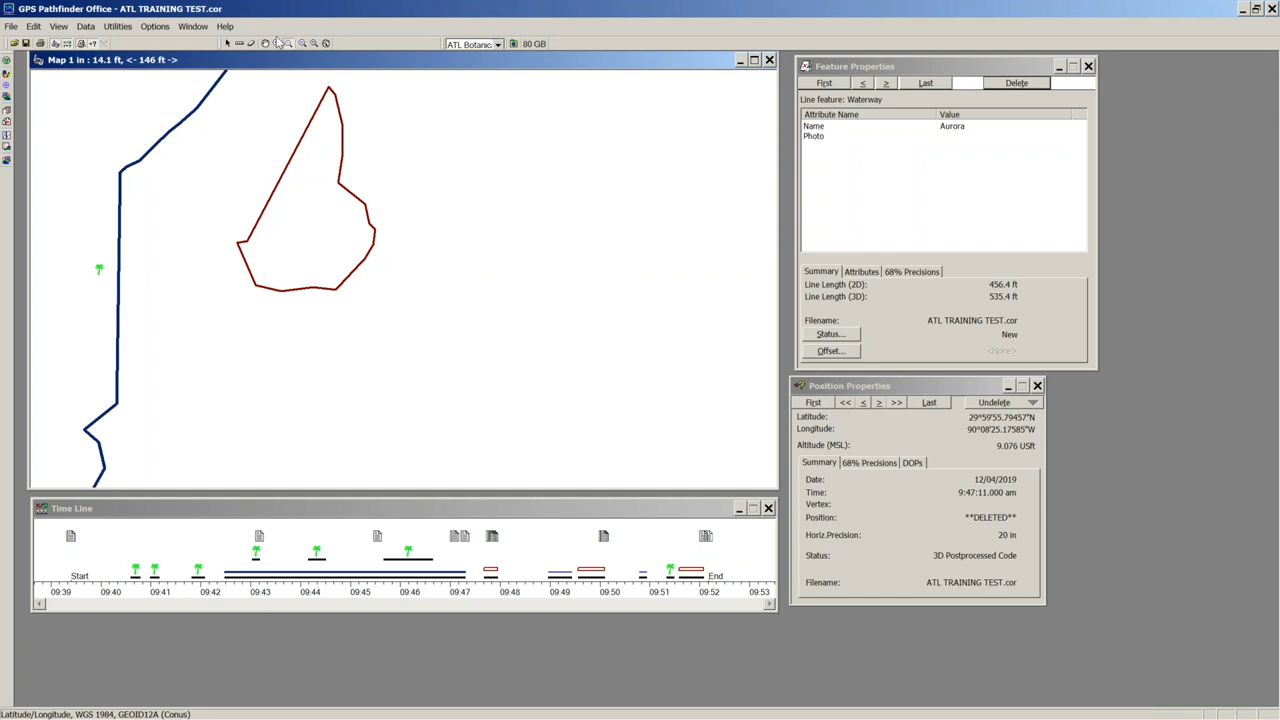 GPS Pathfinder Office - ATL TRAINING TEST.cor
File Edit View Data Utilities Options Window Help
ATL Botanic 80 GB
Map 1 in : 14.1 ft, <- 146 ft ->
Feature Properties
First < > Last Delete
Line feature: Waterway
Attribute Name Value
Name Aurora
Photo
Summary Attributes 68% Precisions
Line Length (2D): 456.4 ft
Line Length (3D): 535.4 ft
Filename: ATL TRAINING TEST.cor
Status... New
Offset... <None>
Position Properties
First << < > >> Last Undelete
Latitude: 29°59'55.79457"N
Longitude: 90°08'25.17585"W
Altitude (MSL): 9.076 USft
Summary 68% Precisions DOPs
Date: 12/04/2019
Time: 9:47:11.000 am
Vertex:
Position: **DELETED**
Horiz.Precision: 20 in
Status: 3D Postprocessed Code
Filename: ATL TRAINING TEST.cor
Time Line
Start End
09:39 09:40 09:41 09:42 09:43 09:44 09:45 09:46 09:47 09:48 09:49 09:50 09:51 09:52 09:53
Latitude/Longitude, WGS 1984, GEOID12A (Conus)